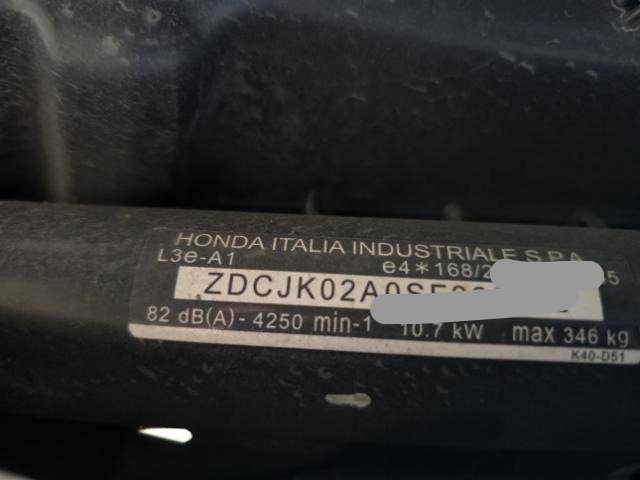 HONDA ITALIA INDUSTRIALE S.P.A.
L3e-A1
e4*168/2
ZDCJK02A0SF
82 dB(A) - 4250 min-1 10.7 kW max 346 kg
K40-D51